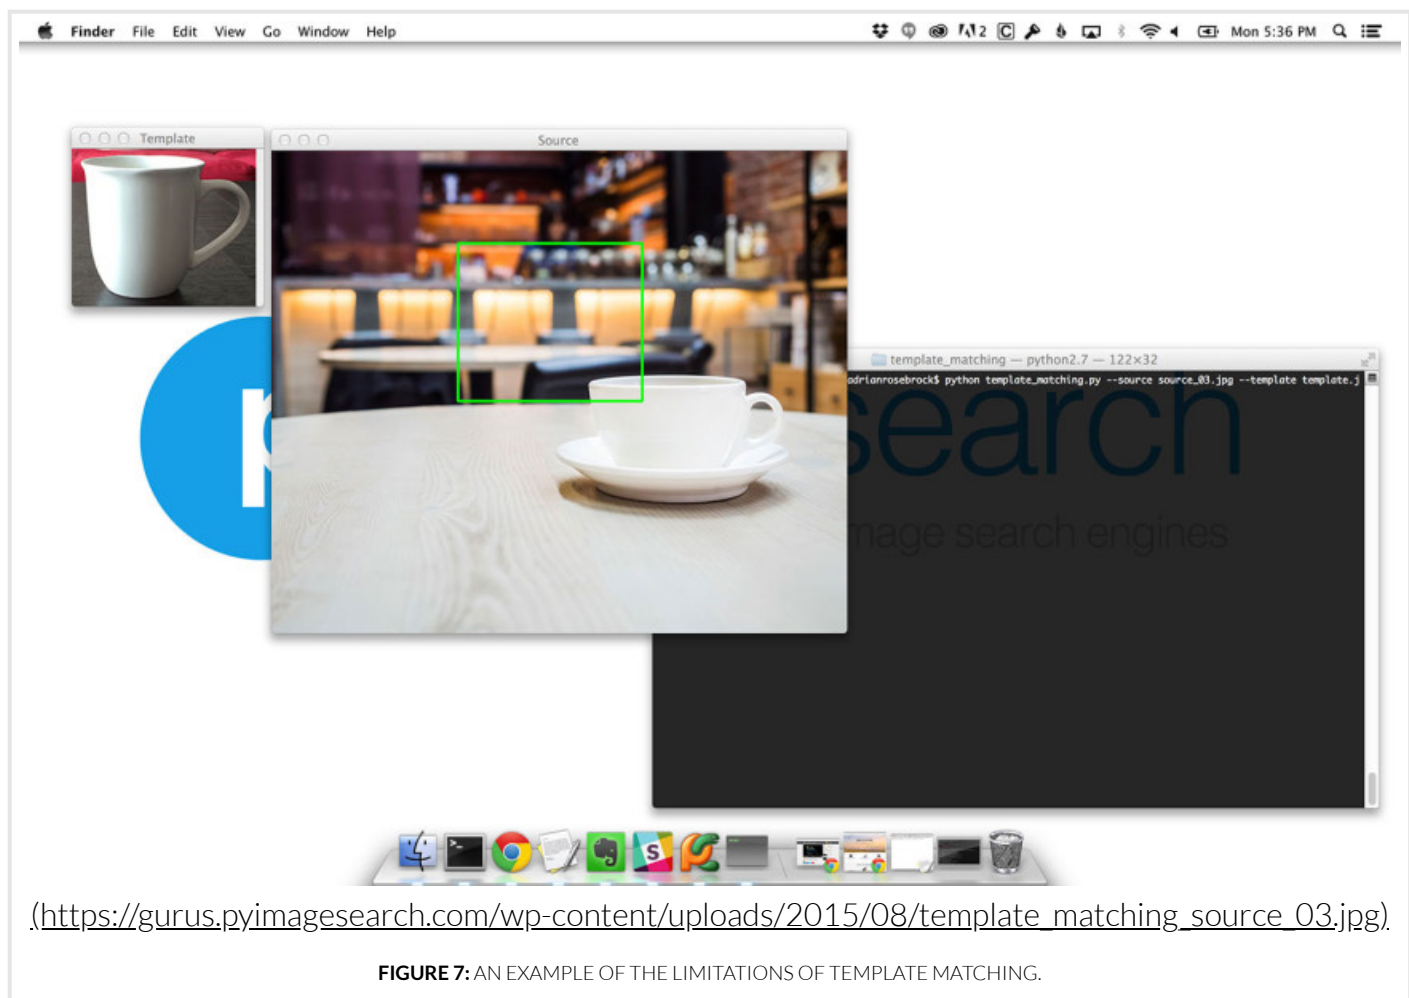 Finder File Edit View Go Window Help
2 Mon 5:36 PM
Template
Source
template_matching — python2.7 — 122×32
adrianrosebrock$ python template_matching.py --source source_03.jpg --template template.j
p
search
mage search engines
(https://gurus.pyimagesearch.com/wp-content/uploads/2015/08/template_matching_source_03.jpg)
FIGURE 7: AN EXAMPLE OF THE LIMITATIONS OF TEMPLATE MATCHING.